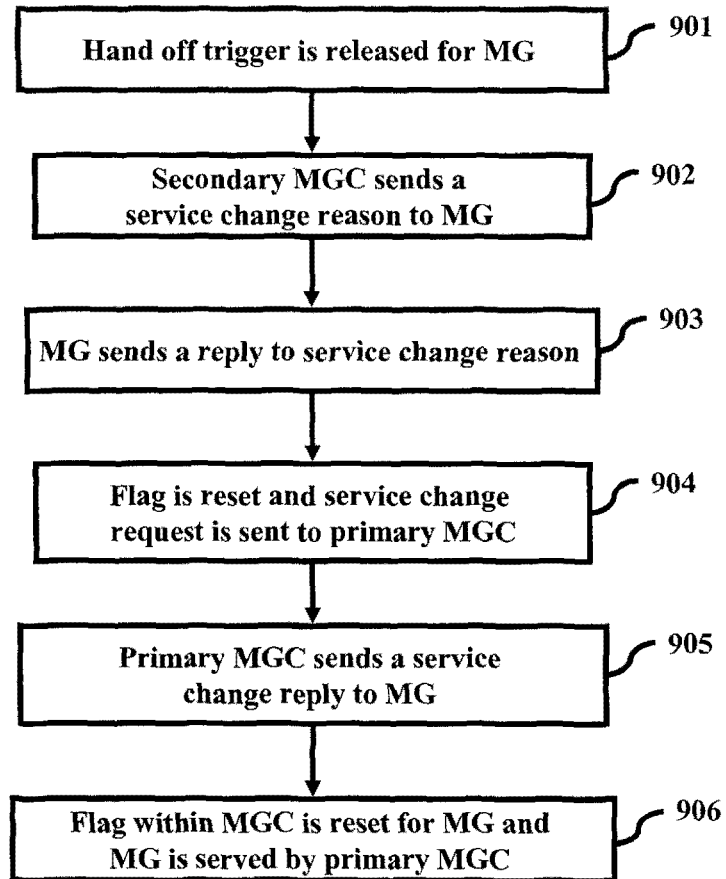 901
Hand off trigger is released for MG
902
Secondary MGC sends a
service change reason to MG
903
MG sends a reply to service change reason
904
Flag is reset and service change
request is sent to primary MGC
905
Primary MGC sends a service
change reply to MG
906
Flag within MGC is reset for MG and
MG is served by primary MGC